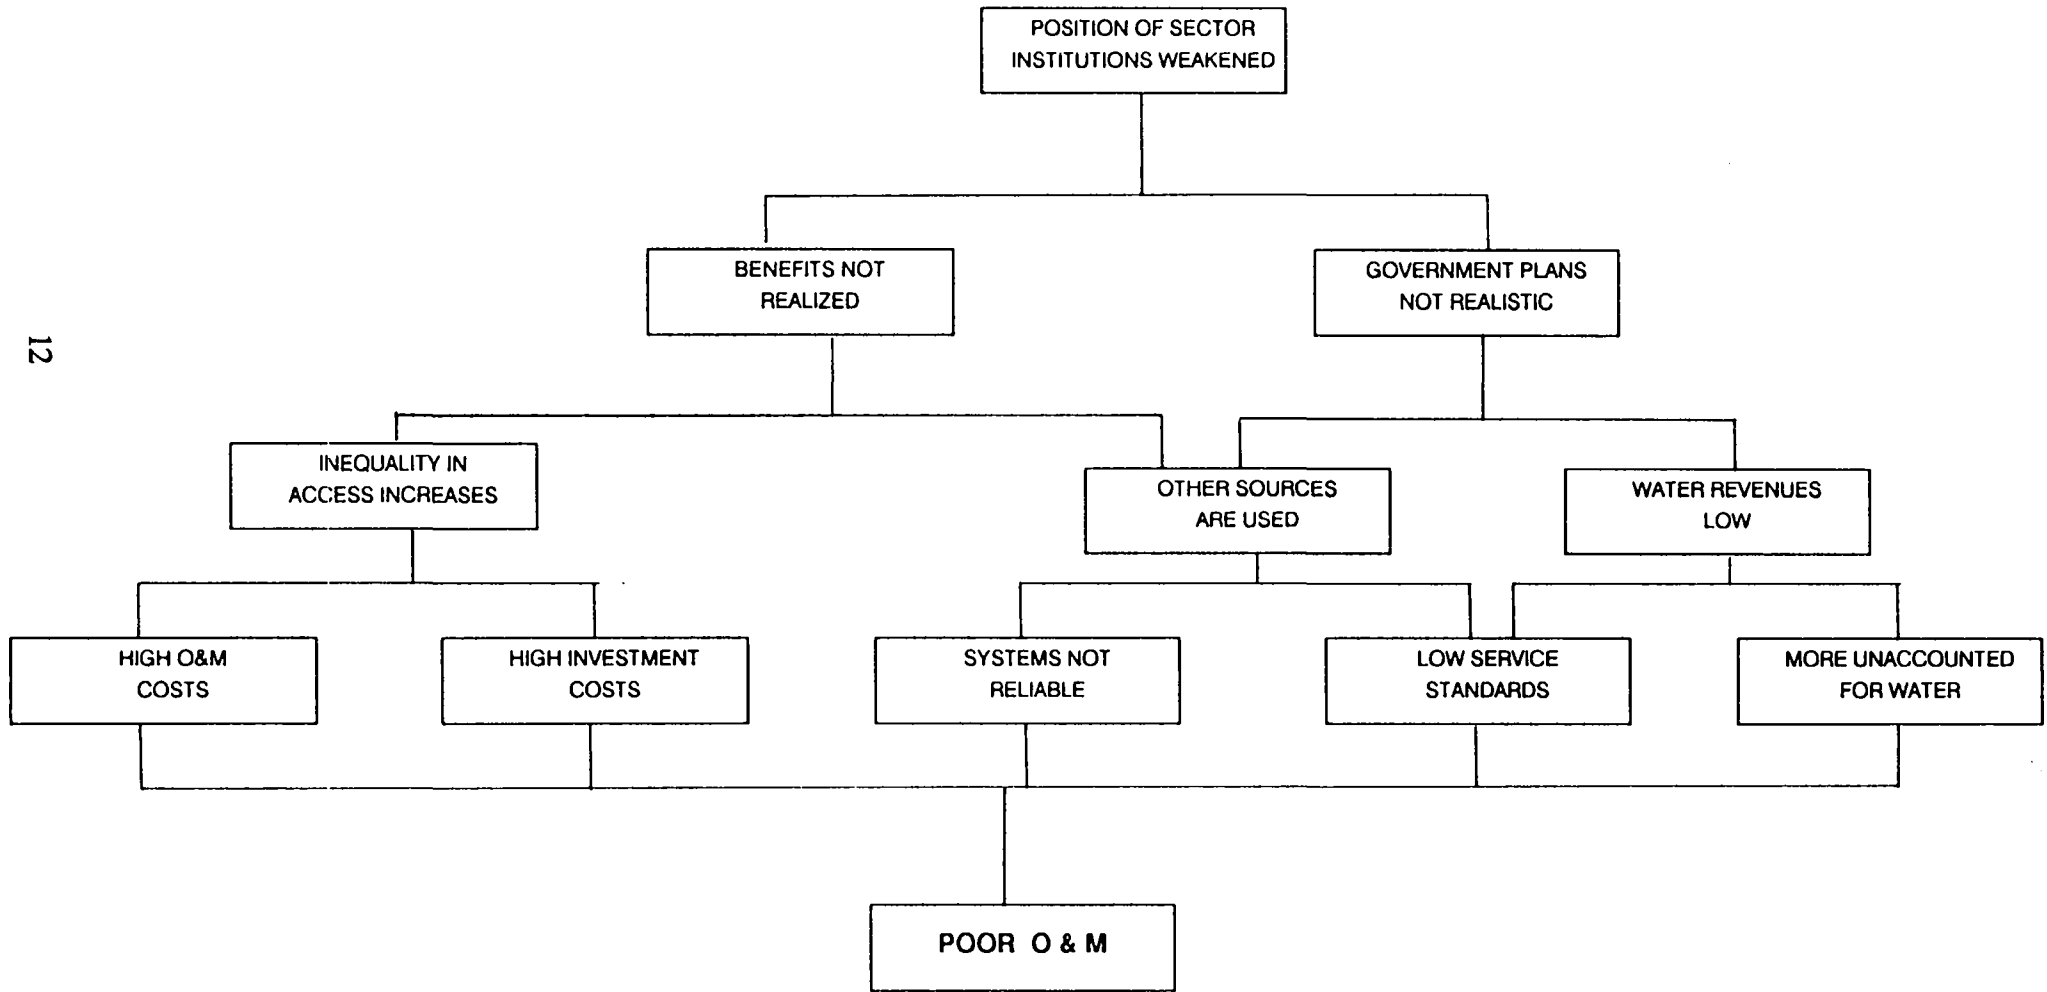 POSITION OF SECTOR
INSTITUTIONS WEAKENED
BENEFITS NOT
REALIZED
GOVERNMENT PLANS
NOT REALISTIC
12
INEQUALITY IN
ACCESS INCREASES
OTHER SOURCES
ARE USED
WATER REVENUES
LOW
HIGH O&M
COSTS
HIGH INVESTMENT
COSTS
SYSTEMS NOT
RELIABLE
LOW SERVICE
STANDARDS
MORE UNACCOUNTED
FOR WATER
POOR O & M